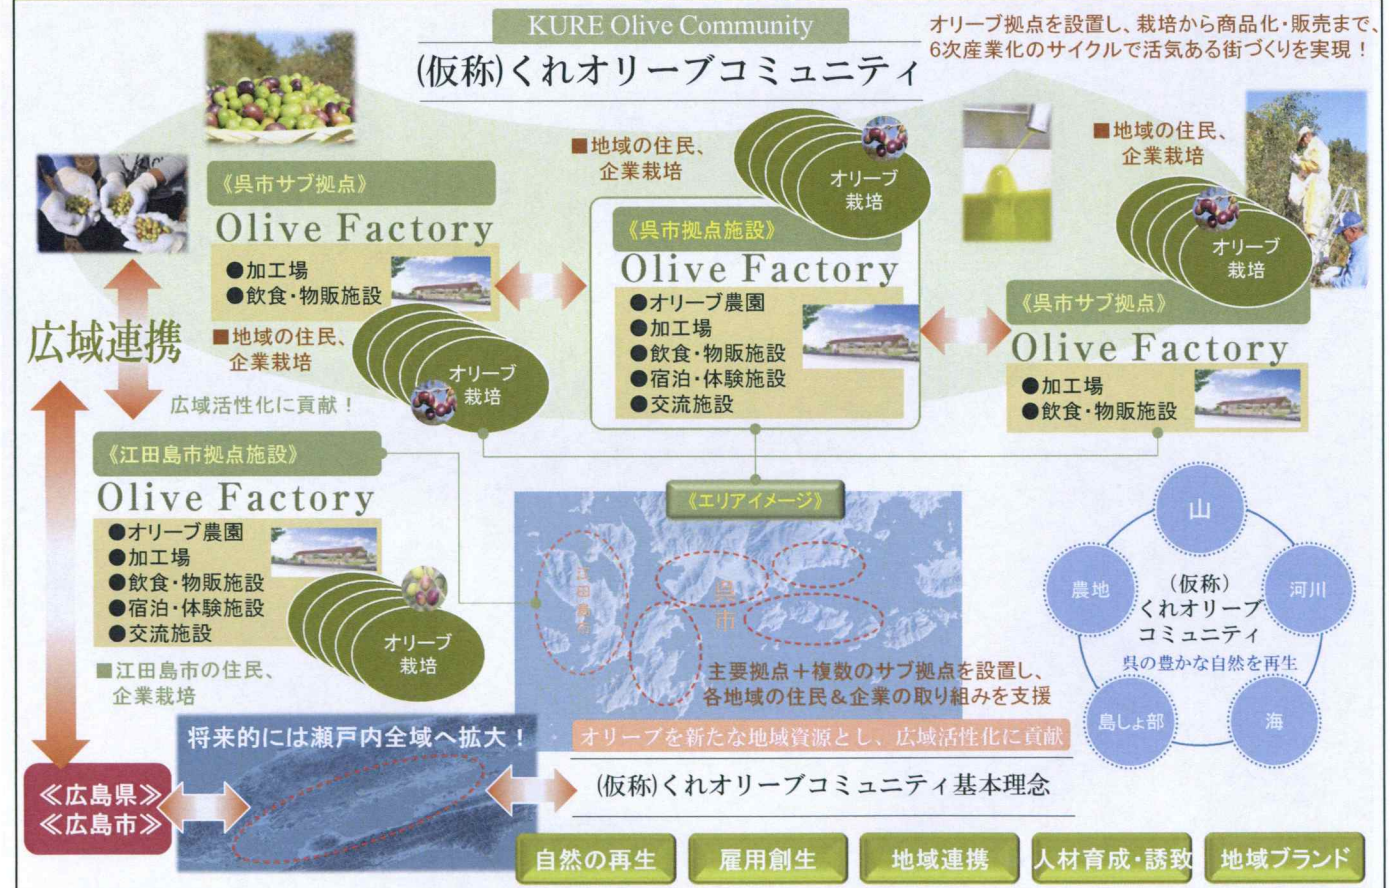 KURE Olive Community
(仮称)くれオリーブコミュニティ
オリーブ拠点を設置し、栽培から商品化・販売まで、
6次産業化のサイクルで活気ある街づくりを実現！
《呉市サブ拠点》
Olive Factory
●加工場
●飲食・物販施設
■地域の住民、
企業栽培
オリーブ
栽培
■地域の住民、
企業栽培
オリーブ
栽培
《呉市拠点施設》
Olive Factory
●オリーブ農園
●加工場
●飲食・物販施設
●宿泊・体験施設
●交流施設
■地域の住民、
企業栽培
オリーブ
栽培
《呉市サブ拠点》
Olive Factory
●加工場
●飲食・物販施設
広域連携
広域活性化に貢献！
《江田島市拠点施設》
Olive Factory
●オリーブ農園
●加工場
●飲食・物販施設
●宿泊・体験施設
●交流施設
オリーブ
栽培
■江田島市の住民、
企業栽培
《エリアイメージ》
江田島市
呉市
主要拠点＋複数のサブ拠点を設置し、
各地域の住民＆企業の取り組みを支援
山
農地
河川
(仮称)
くれオリーブ
コミュニティ
呉の豊かな自然を再生
島しょ部
海
将来的には瀬戸内全域へ拡大！
オリーブを新たな地域資源とし、広域活性化に貢献
(仮称)くれオリーブコミュニティ基本理念
≪広島県≫
≪広島市≫
自然の再生
雇用創生
地域連携
人材育成・誘致
地域ブランド